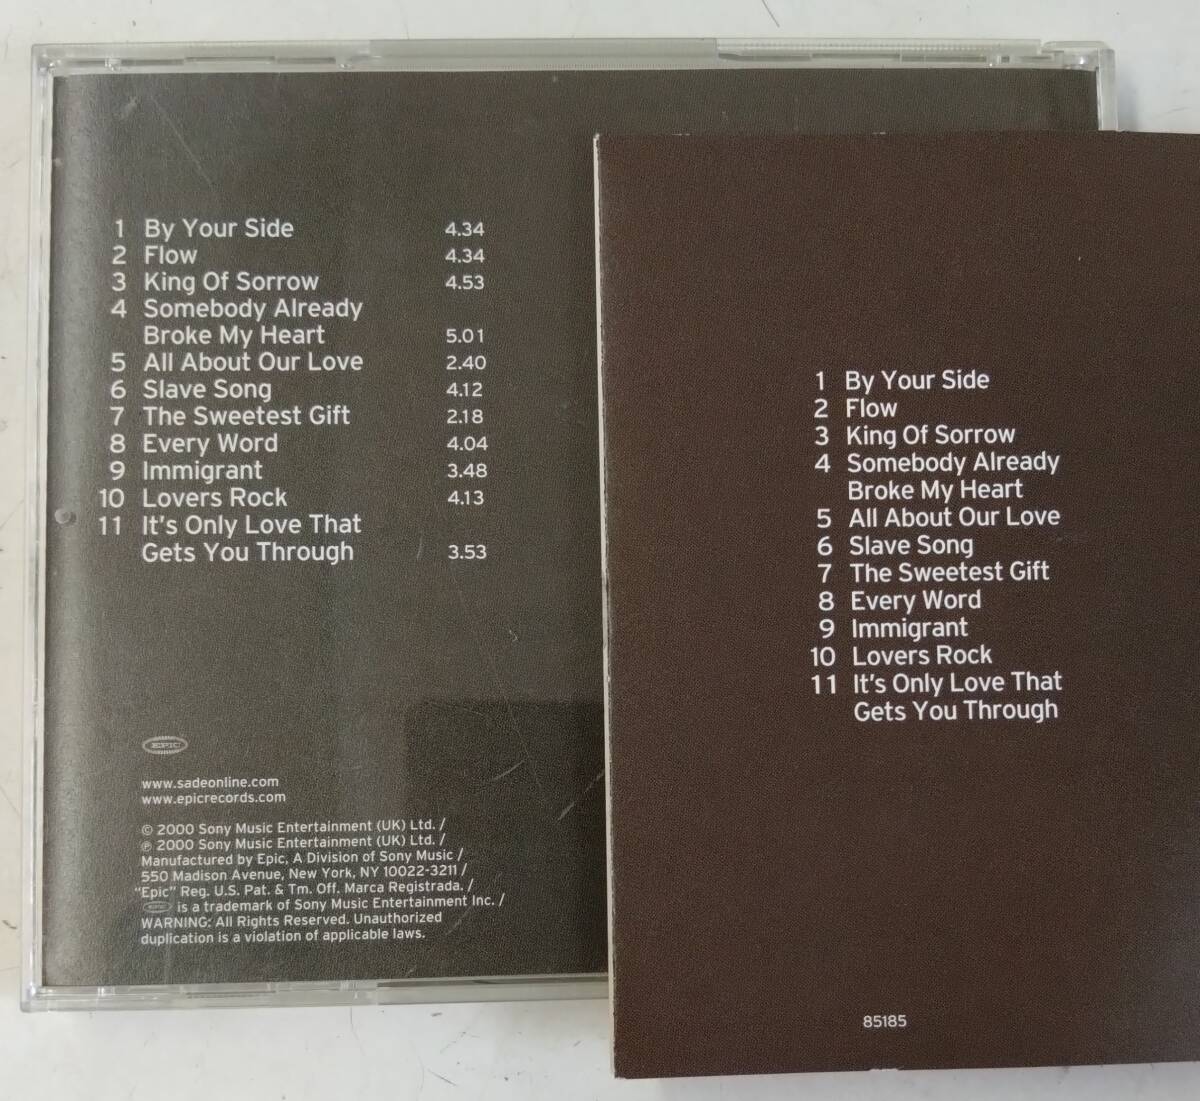 1 By Your Side 4.34
2 Flow 4.34
3 King Of Sorrow 4.53
4 Somebody Already
Broke My Heart 5.01
5 All About Our Love 2.40
6 Slave Song 4.12
7 The Sweetest Gift 2.18
8 Every Word 4.04
9 Immigrant 3.48
10 Lovers Rock 4.13
11 It's Only Love That
Gets You Through 3.53
EPIC
www.sadeonline.com
www.epicrecords.com
© 2000 Sony Music Entertainment (UK) Ltd. /
℗ 2000 Sony Music Entertainment (UK) Ltd. /
Manufactured by Epic, A Division of Sony Music /
550 Madison Avenue, New York, NY 10022-3211 /
"Epic" Reg. U.S. Pat. & Tm. Off. Marca Registrada. /
EPIC is a trademark of Sony Music Entertainment Inc. /
WARNING: All Rights Reserved. Unauthorized
duplication is a violation of applicable laws.
1 By Your Side
2 Flow
3 King Of Sorrow
4 Somebody Already
Broke My Heart
5 All About Our Love
6 Slave Song
7 The Sweetest Gift
8 Every Word
9 Immigrant
10 Lovers Rock
11 It's Only Love That
Gets You Through
85185